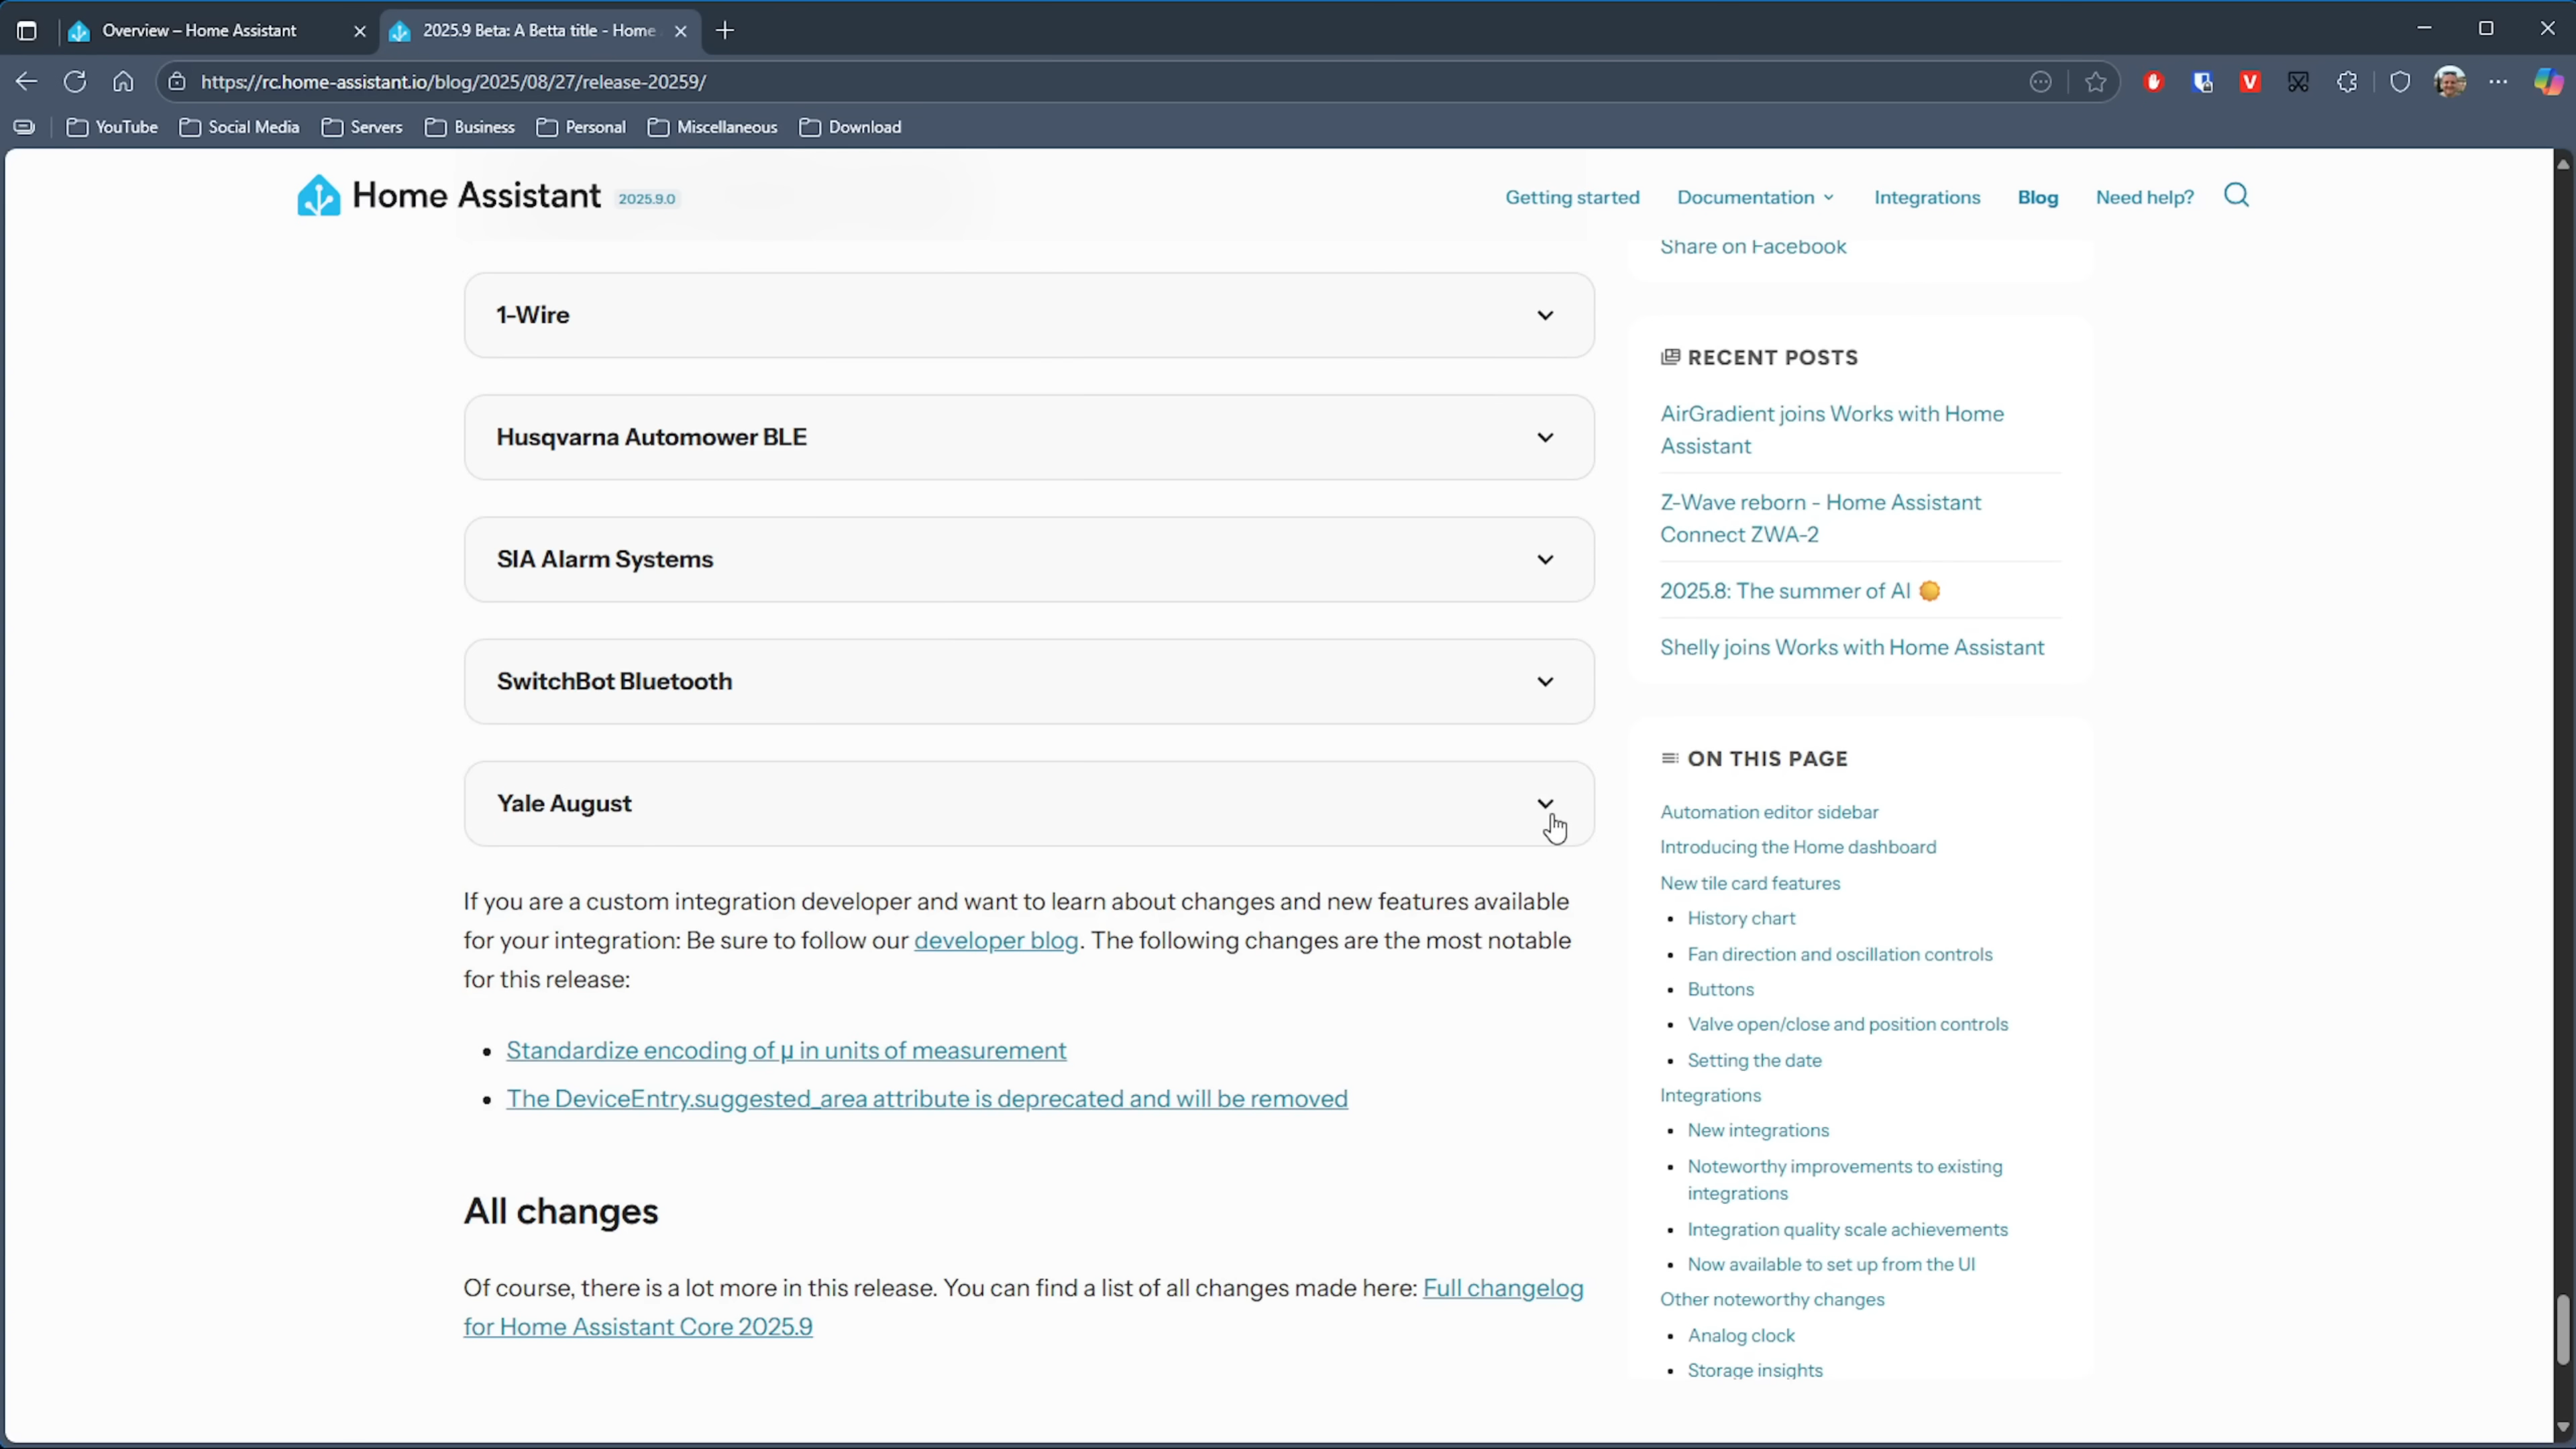 Overview – Home Assistant
2025.9 Beta: A Betta title - Home
https://rc.home-assistant.io/blog/2025/08/27/release-20259/
YouTube
Social Media
Servers
Business
Personal
Miscellaneous
Download
Home Assistant 2025.9.0
Getting started
Documentation
Integrations
Blog
Need help?
Share on Facebook
1-Wire
Husqvarna Automower BLE
SIA Alarm Systems
SwitchBot Bluetooth
Yale August
If you are a custom integration developer and want to learn about changes and new features available
for your integration: Be sure to follow our developer blog. The following changes are the most notable
for this release:
• Standardize encoding of μ in units of measurement
• The DeviceEntry.suggested_area attribute is deprecated and will be removed
All changes
Of course, there is a lot more in this release. You can find a list of all changes made here: Full changelog
for Home Assistant Core 2025.9
RECENT POSTS
AirGradient joins Works with Home
Assistant
Z-Wave reborn - Home Assistant
Connect ZWA-2
2025.8: The summer of AI ☀️
Shelly joins Works with Home Assistant
ON THIS PAGE
Automation editor sidebar
Introducing the Home dashboard
New tile card features
• History chart
• Fan direction and oscillation controls
• Buttons
• Valve open/close and position controls
• Setting the date
Integrations
• New integrations
• Noteworthy improvements to existing
integrations
• Integration quality scale achievements
• Now available to set up from the UI
Other noteworthy changes
• Analog clock
• Storage insights